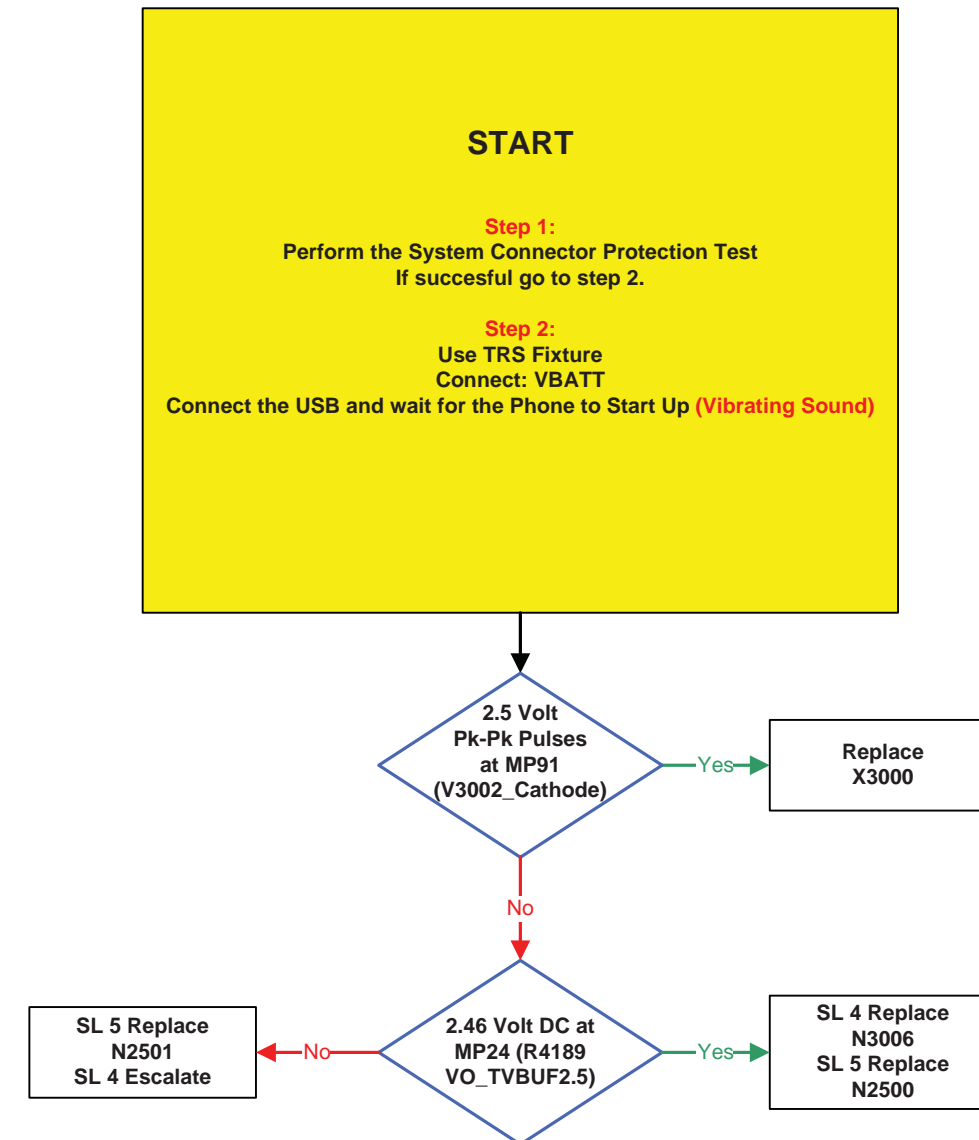 START
Step 1:
Perform the System Connector Protection Test
If succesful go to step 2.
Step 2:
Use TRS Fixture
Connect: VBATT
Connect the USB and wait for the Phone to Start Up (Vibrating Sound)
2.5 Volt
Pk-Pk Pulses
at MP91
(V3002_Cathode)
Yes
Replace
X3000
No
2.46 Volt DC at
MP24 (R4189
VO_TVBUF2.5)
No
SL 5 Replace
N2501
SL 4 Escalate
Yes
SL 4 Replace
N3006
SL 5 Replace
N2500